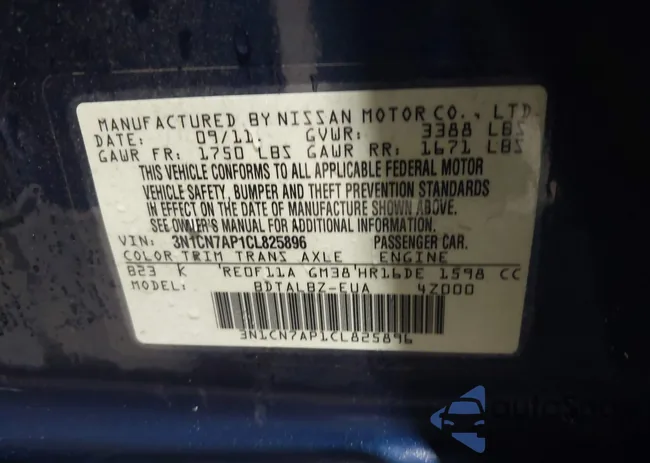 MANUFACTURED BY NISSAN MOTOR CO., LTD.
DATE: 09/11. GVWR: 3388 LBS
GAWR FR: 1750 LBS GAWR RR: 1671 LBS
THIS VEHICLE CONFORMS TO ALL APPLICABLE FEDERAL MOTOR
VEHICLE SAFETY, BUMPER AND THEFT PREVENTION STANDARDS
IN EFFECT ON THE DATE OF MANUFACTURE SHOWN ABOVE.
SEE OWNER'S MANUAL FOR ADDITIONAL INFORMATION.
VIN: 3N1CN7AP1CL825896 PASSENGER CAR.
COLOR TRIM TRANS AXLE ENGINE
B23 K RE0F11A GM38 HR16DE 1598 CC
MODEL: BDTALBZ-EUA 4Z000
3N1CN7AP1CL825896